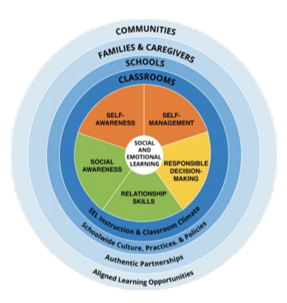 COMMUNITIES
FAMILIES & CAREGIVERS
SCHOOLS
CLASSROOMS
SELF-
AWARENESS
SELF-
MANAGEMENT
SOCIAL
AND
EMOTIONAL
LEARNING
SOCIAL
AWARENESS
RESPONSIBLE
DECISION-
MAKING
RELATIONSHIP
SKILLS
SEL Instruction & Classroom Climate
Schoolwide Culture, Practices, & Policies
Authentic Partnerships
Aligned Learning Opportunities